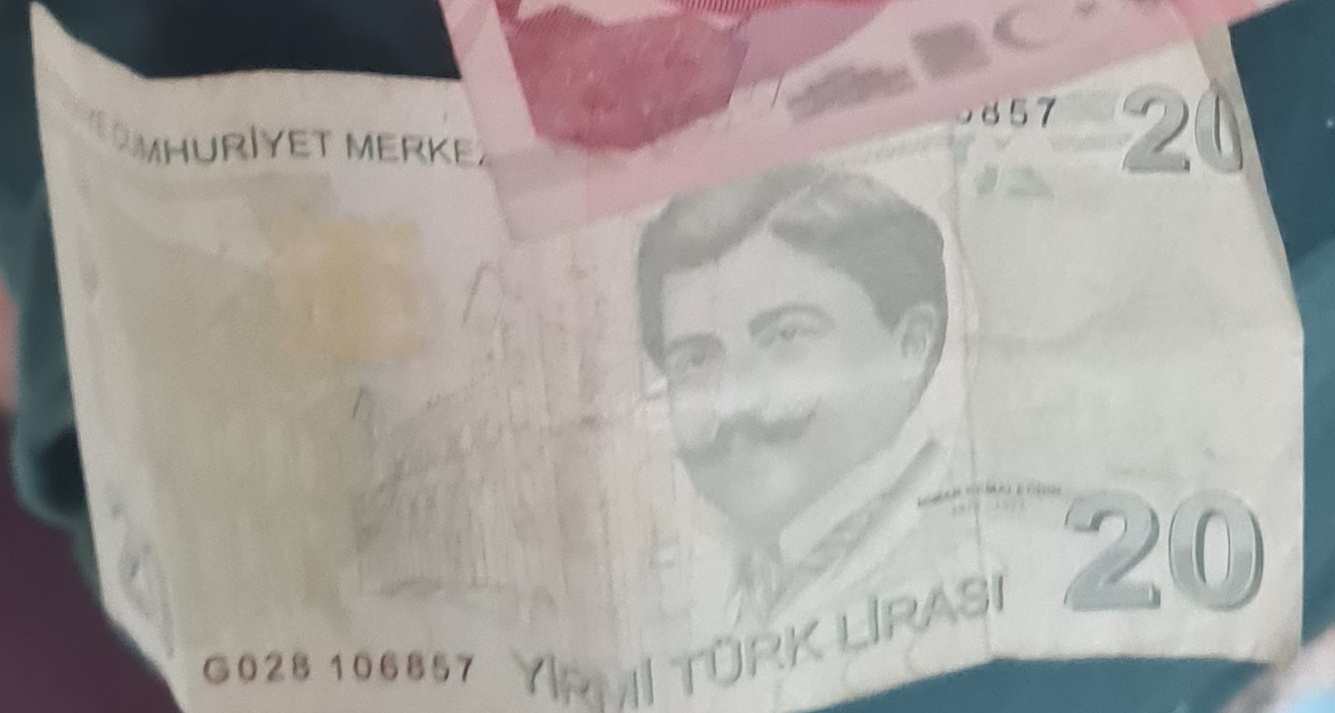 MHURİYET MERKE
857
20
20
YİRMİ TÜRK LİRASI
G028 106857